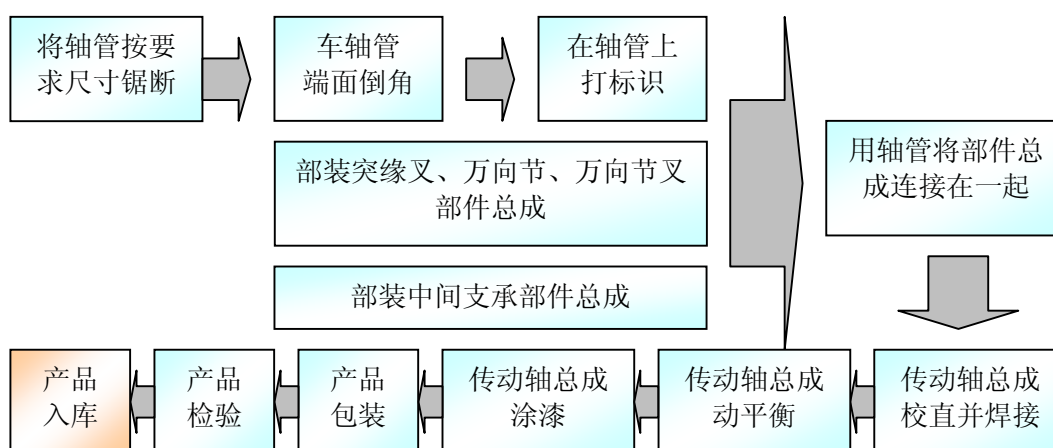 将轴管按要
求尺寸锯断
车轴管
端面倒角
在轴管上
打标识
部装突缘叉、万向节、万向节叉
部件总成
部装中间支承部件总成
用轴管将部件总
成连接在一起
传动轴总成
校直并焊接
传动轴总成
动平衡
传动轴总成
涂漆
产品
包装
产品
检验
产品
入库